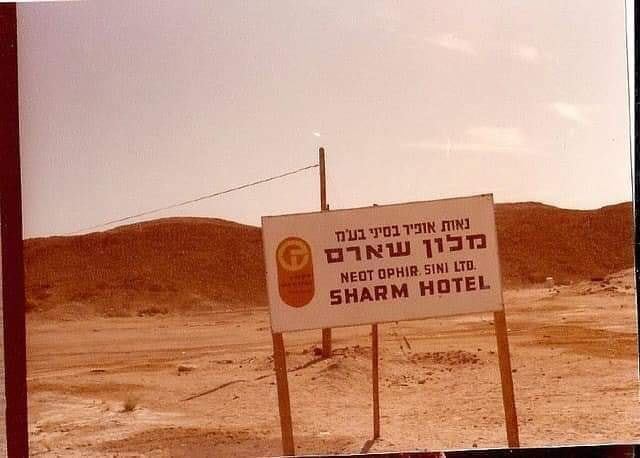 נאות אופיר בסיני בע"מ
מלון שארם
NEOT OPHIR SINI LTD.
SHARM HOTEL